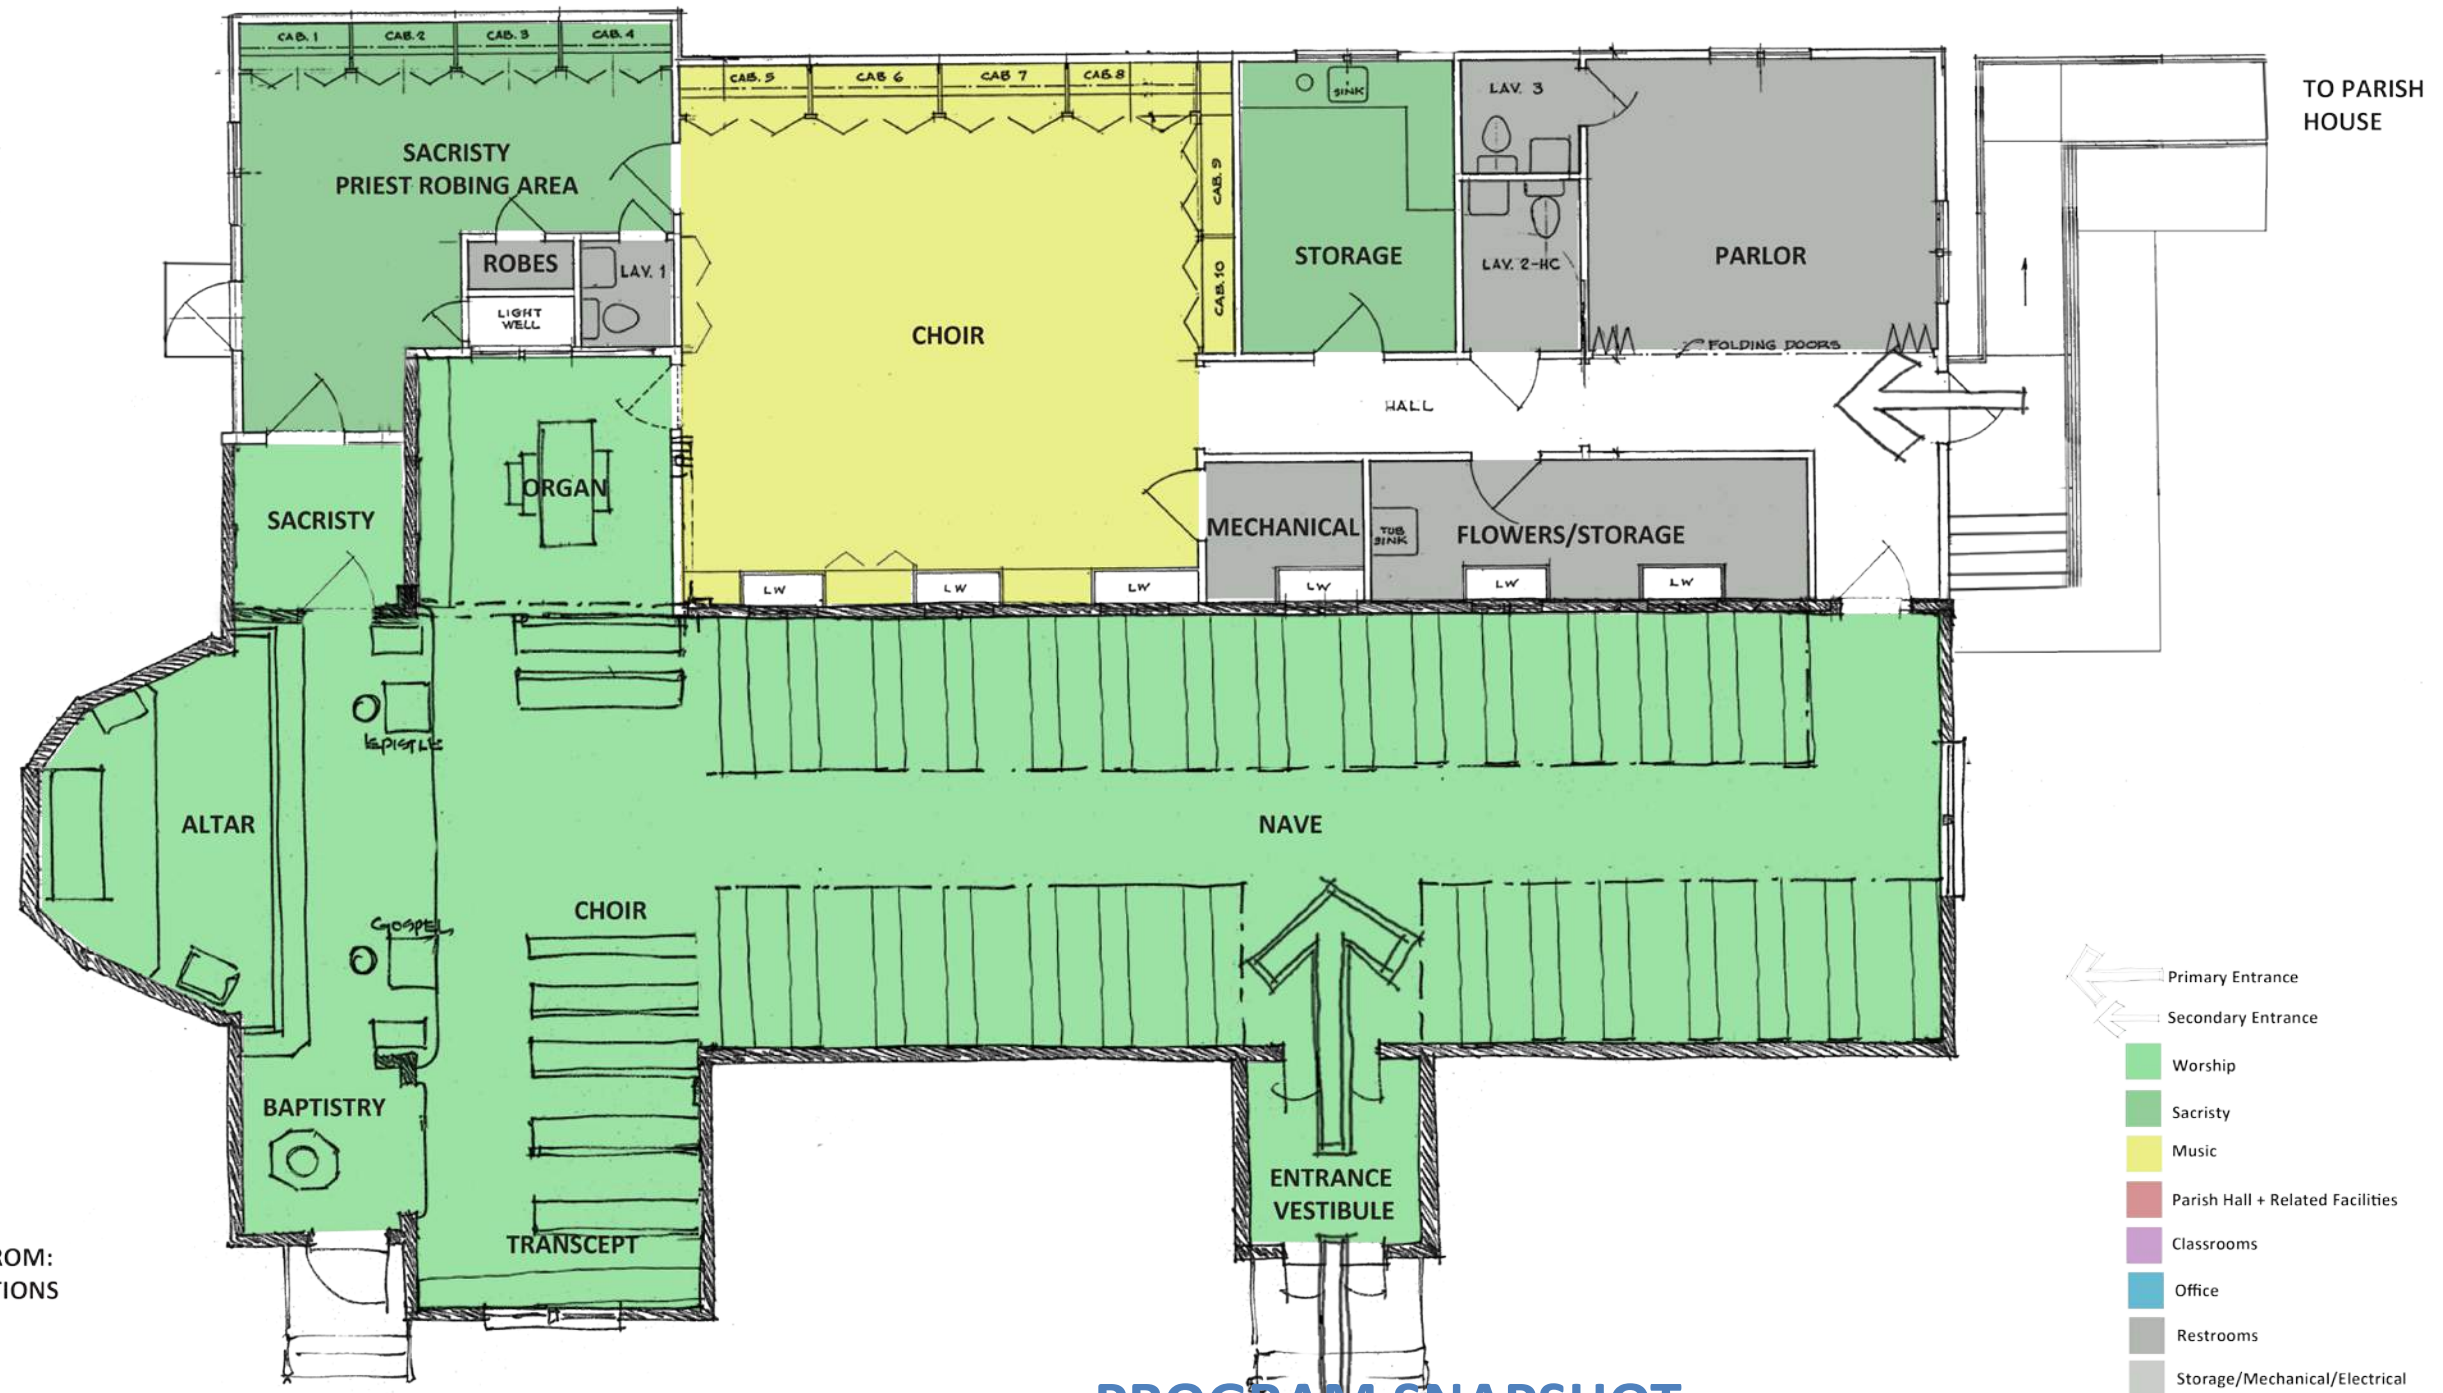 CAB. 1
CAB. 2
CAB. 3
CAB. 4
CAB. 5
CAB 6
CAB 7
CAB 8
SINK
LAV. 3
TO PARISH
HOUSE
SACRISTY
PRIEST ROBING AREA
CAB. 9
ROBES
LAV. 1
STORAGE
LAV. 2-HC
PARLOR
CAB. 10
LIGHT
WELL
CHOIR
FOLDING DOORS
HALL
ORGAN
SACRISTY
MECHANICAL
TUB
SINK
FLOWERS/STORAGE
LW
LW
LW
LW
LW
LW
EPISTLE
ALTAR
NAVE
CHOIR
GOSPEL
Primary Entrance
Secondary Entrance
Worship
BAPTISTRY
Sacristy
Music
ENTRANCE
VESTIBULE
Parish Hall + Related Facilities
TRANSCEPT
Classrooms
ROM:
TIONS
Office
Restrooms
Storage/Mechanical/Electrical
PROGRAM SNAPSHOT